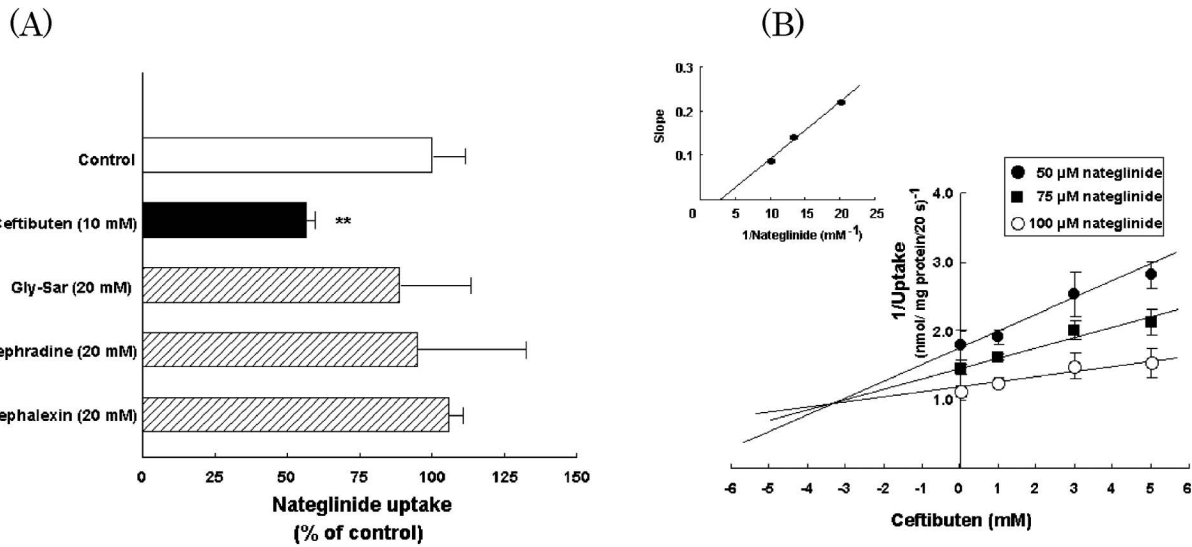 (A)
Control
Ceftibuten (10 mM)
**
Gly-Sar (20 mM)
ephradine (20 mM)
ephalexin (20 mM)
0 25 50 75 100 125 150
Nateglinide uptake
(% of control)
(B)
0.3
0.2
0.1
Slope
0 5 10 15 20 25
1/Nateglinide (mM⁻¹)
50 µM nateglinide
75 µM nateglinide
100 µM nateglinide
4.0
3.0
2.0
1.0
1/Uptake
(nmol/ mg protein/20 s)⁻¹
-6 -5 -4 -3 -2 -1 0 1 2 3 4 5 6
Ceftibuten (mM)